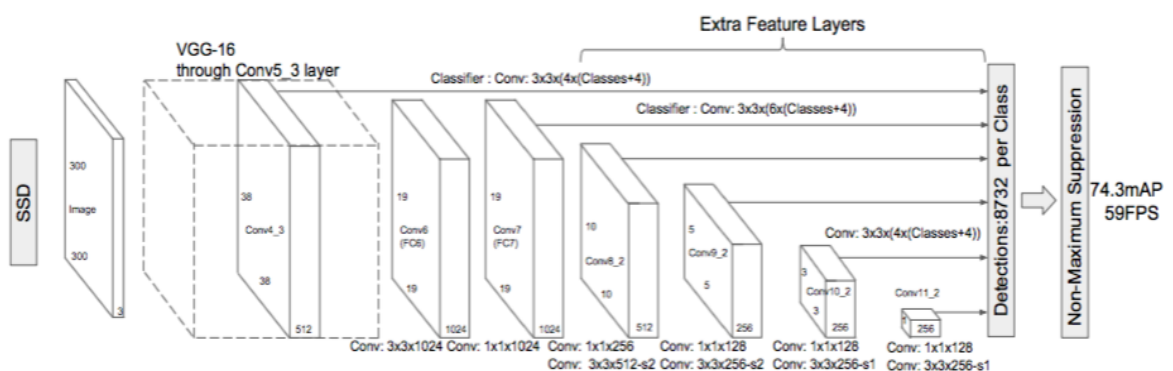 Extra Feature Layers
VGG-16
through Conv5_3 layer
Classifier : Conv: 3x3x(4x(Classes+4))
Classifier : Conv: 3x3x(6x(Classes+4))
SSD
300
Image
300
3
38
Conv4_3
38
512
19
Conv6
(FC6)
19
1024
19
Conv7
(FC7)
19
1024
10
Conv8_2
10
512
5
Conv9_2
5
256
Conv: 3x3x(4x(Classes+4))
3
Conv10_2
3
256
Conv11_2
256
Detections:8732 per Class
Non-Maximum Suppression
74.3mAP
59FPS
Conv: 3x3x1024
Conv: 1x1x1024
Conv: 1x1x256
Conv: 3x3x512-s2
Conv: 1x1x128
Conv: 3x3x256-s2
Conv: 1x1x128
Conv: 3x3x256-s1
Conv: 1x1x128
Conv: 3x3x256-s1